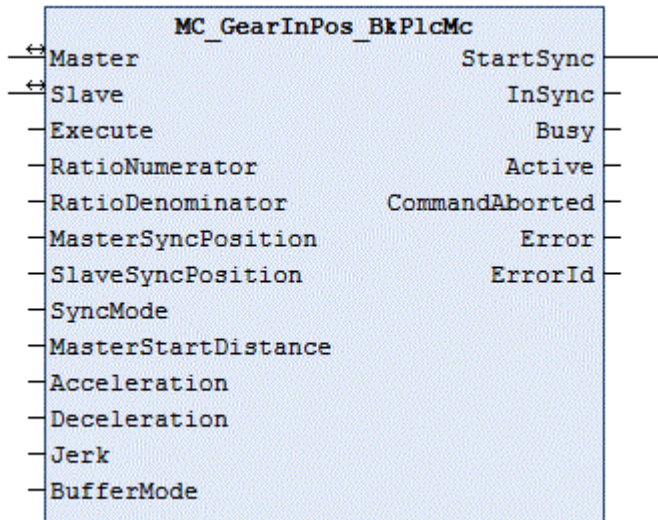 MC_GearInPos_BkPlcMc
Master StartSync
Slave InSync
Execute Busy
RatioNumerator Active
RatioDenominator CommandAborted
MasterSyncPosition Error
SlaveSyncPosition ErrorId
SyncMode
MasterStartDistance
Acceleration
Deceleration
Jerk
BufferMode